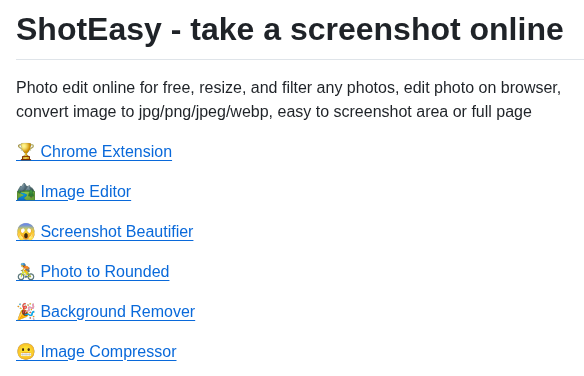 ShotEasy - take a screenshot online
Photo edit online for free, resize, and filter any photos, edit photo on browser,
convert image to jpg/png/jpeg/webp, easy to screenshot area or full page
🏆 Chrome Extension
🏞️ Image Editor
😱 Screenshot Beautifier
🚴 Photo to Rounded
🎉 Background Remover
😬 Image Compressor